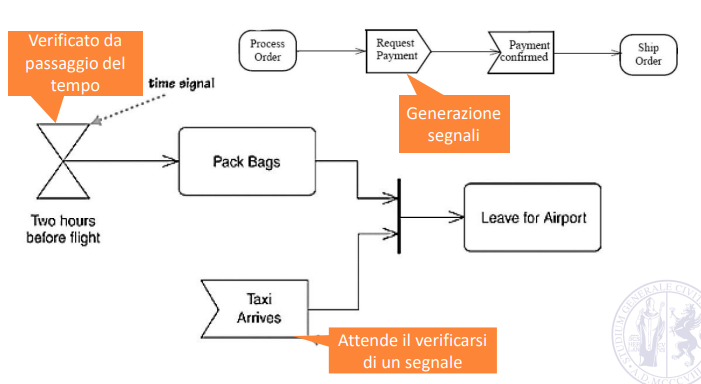 Verificato da
passaggio del
tempo
time signal
Process
Order
Request
Payment
Payment
confirmed
Ship
Order
Generazione
segnali
Pack Bags
Two hours
before flight
Leave for Airport
Taxi
Arrives
Attende il verificarsi
di un segnale